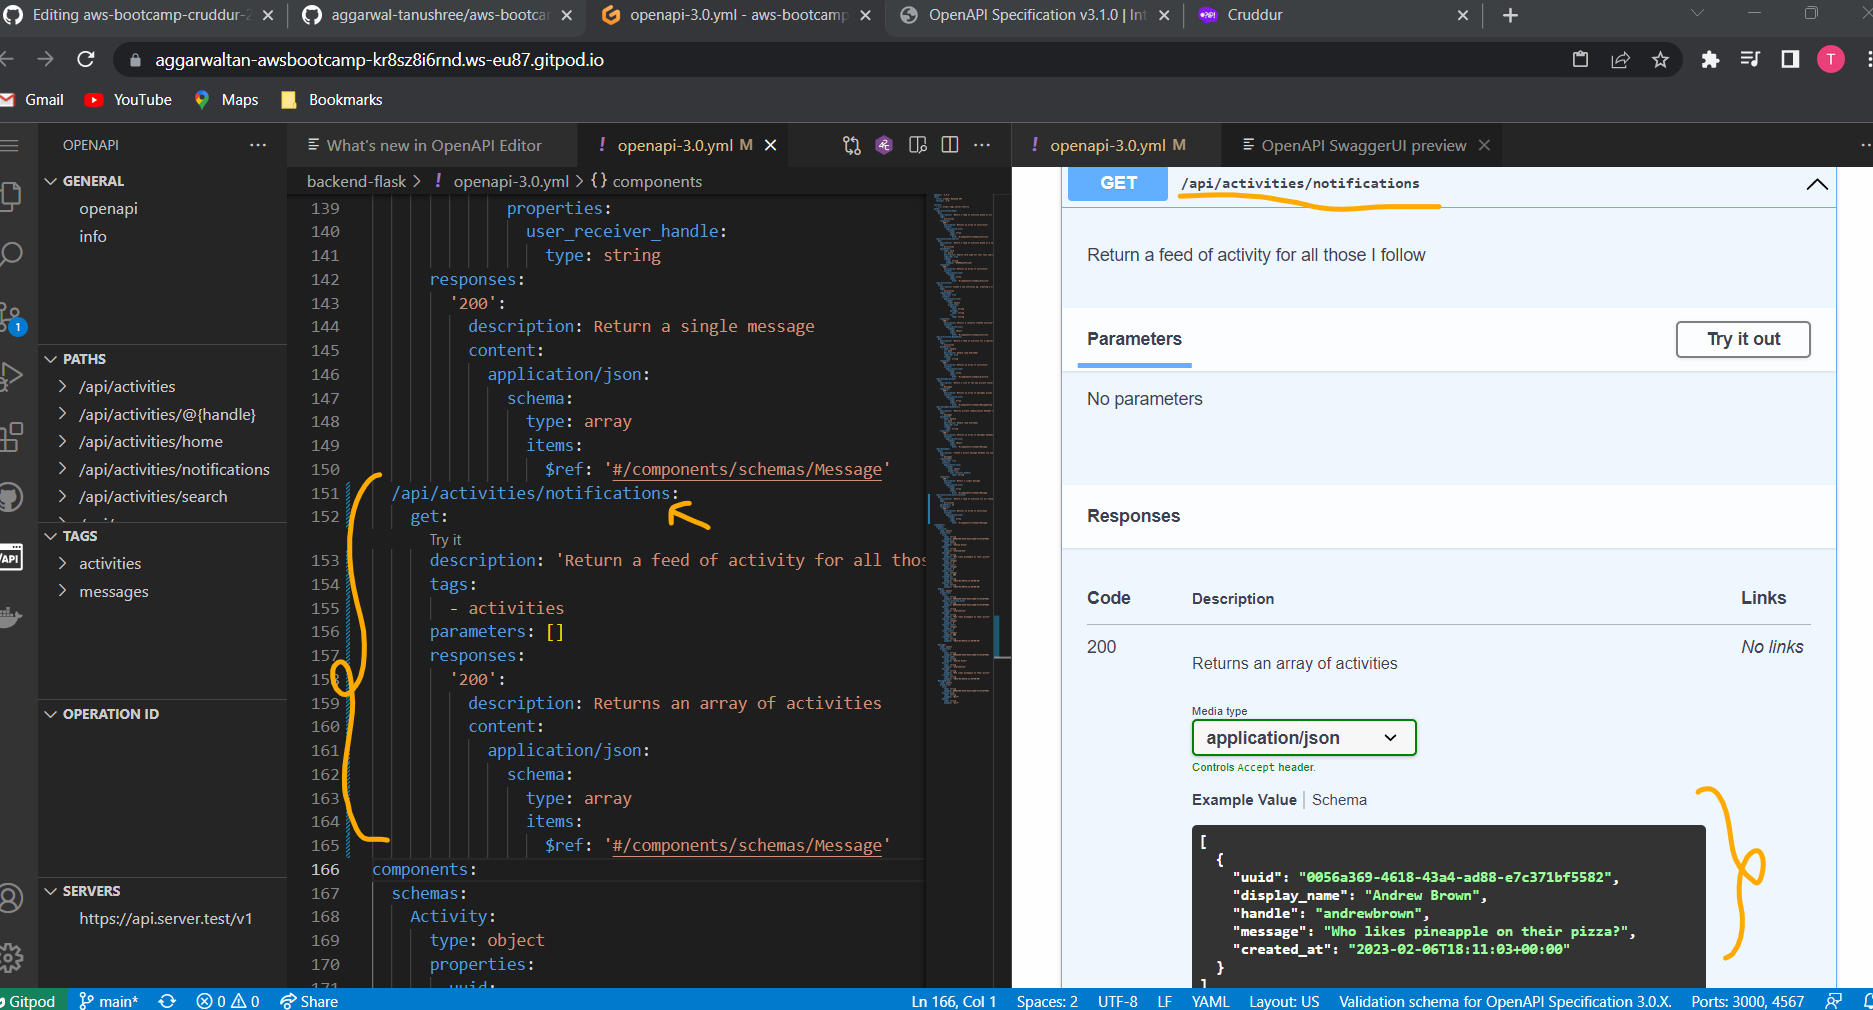 Editing aws-bootcamp-cruddur-2
aggarwal-tanushree/aws-bootca
openapi-3.0.yml - aws-bootcamp
OpenAPI Specification v3.1.0 | Int
Cruddur
aggarwaltan-awsbootcamp-kr8sz8i6rnd.ws-eu87.gitpod.io
T
Gmail
YouTube
Maps
Bookmarks
OPENAPI
What's new in OpenAPI Editor
! openapi-3.0.yml M
! openapi-3.0.yml M
OpenAPI SwaggerUI preview
GENERAL
openapi
info
PATHS
/api/activities
/api/activities/@{handle}
/api/activities/home
/api/activities/notifications
/api/activities/search
TAGS
activities
messages
OPERATION ID
SERVERS
https://api.server.test/v1
1
API
backend-flask > ! openapi-3.0.yml > {} components
139 properties:
140 user_receiver_handle:
141 type: string
142 responses:
143 '200':
144 description: Return a single message
145 content:
146 application/json:
147 schema:
148 type: array
149 items:
150 $ref: '#/components/schemas/Message'
151 /api/activities/notifications:
152 get:
Try it
153 description: 'Return a feed of activity for all thos
154 tags:
155 - activities
156 parameters: []
157 responses:
158 '200':
159 description: Returns an array of activities
160 content:
161 application/json:
162 schema:
163 type: array
164 items:
165 $ref: '#/components/schemas/Message'
166 components:
167 schemas:
168 Activity:
169 type: object
170 properties:
171 uuid:
GET /api/activities/notifications
Return a feed of activity for all those I follow
Parameters
Try it out
No parameters
Responses
Code Description Links
200 Returns an array of activities No links
Media type
application/json
Controls Accept header.
Example Value | Schema
[
{
"uuid": "0056a369-4618-43a4-ad88-e7c371bf5582",
"display_name": "Andrew Brown",
"handle": "andrewbrown",
"message": "Who likes pineapple on their pizza?",
"created_at": "2023-02-06T18:11:03+00:00"
}
]
Gitpod main* 0 0 Share Ln 166, Col 1 Spaces: 2 UTF-8 LF YAML Layout: US Validation schema for OpenAPI Specification 3.0.X. Ports: 3000, 4567